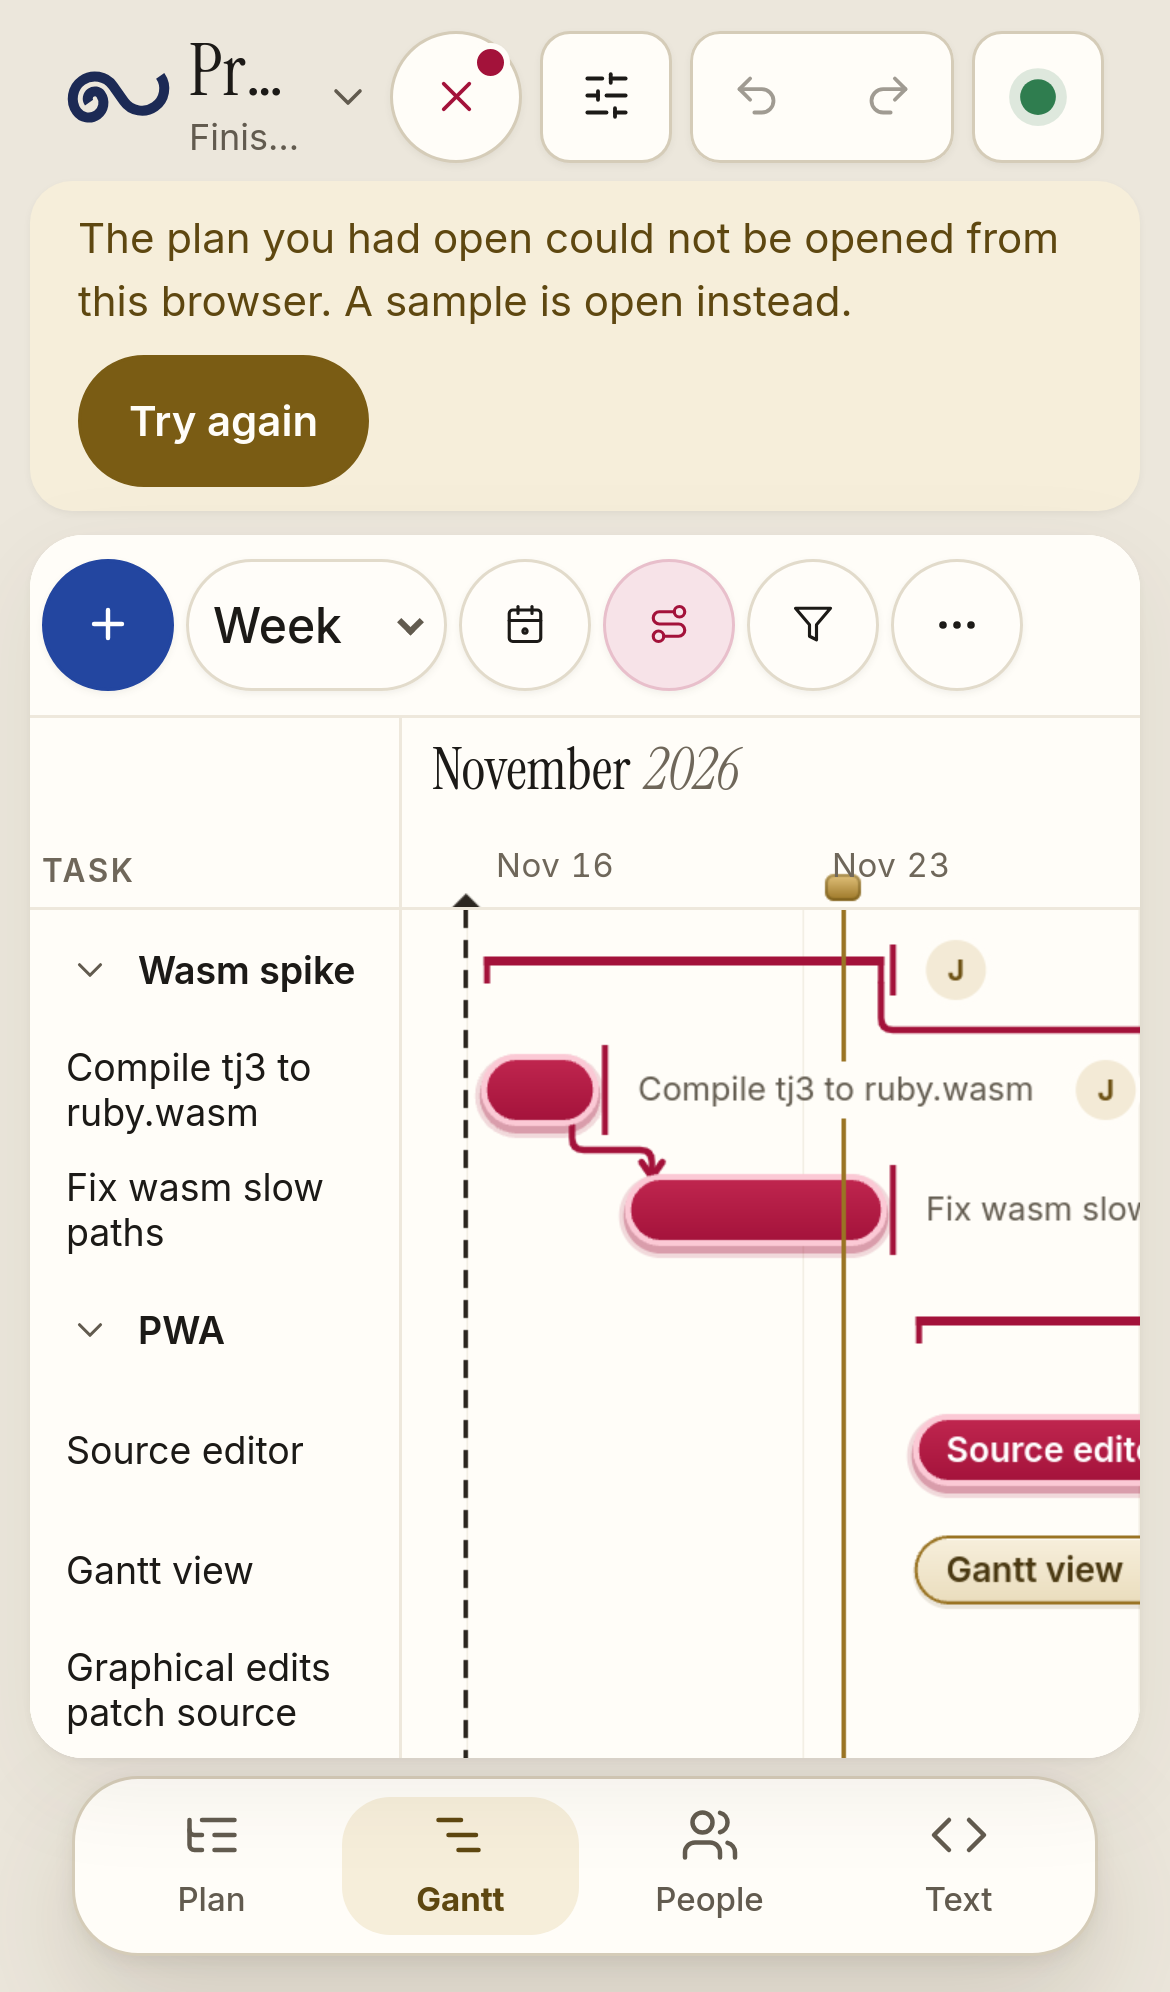 Pr...
Finis...
The plan you had open could not be opened from
this browser. A sample is open instead.
Try again
Week
November 2026
TASK
Nov 16
Nov 23
Wasm spike
J
Compile tj3 to
ruby.wasm
Compile tj3 to ruby.wasm
J
Fix wasm slow
paths
Fix wasm slow
PWA
Source editor
Source edito
Gantt view
Gantt view
Graphical edits
patch source
Plan
Gantt
People
Text